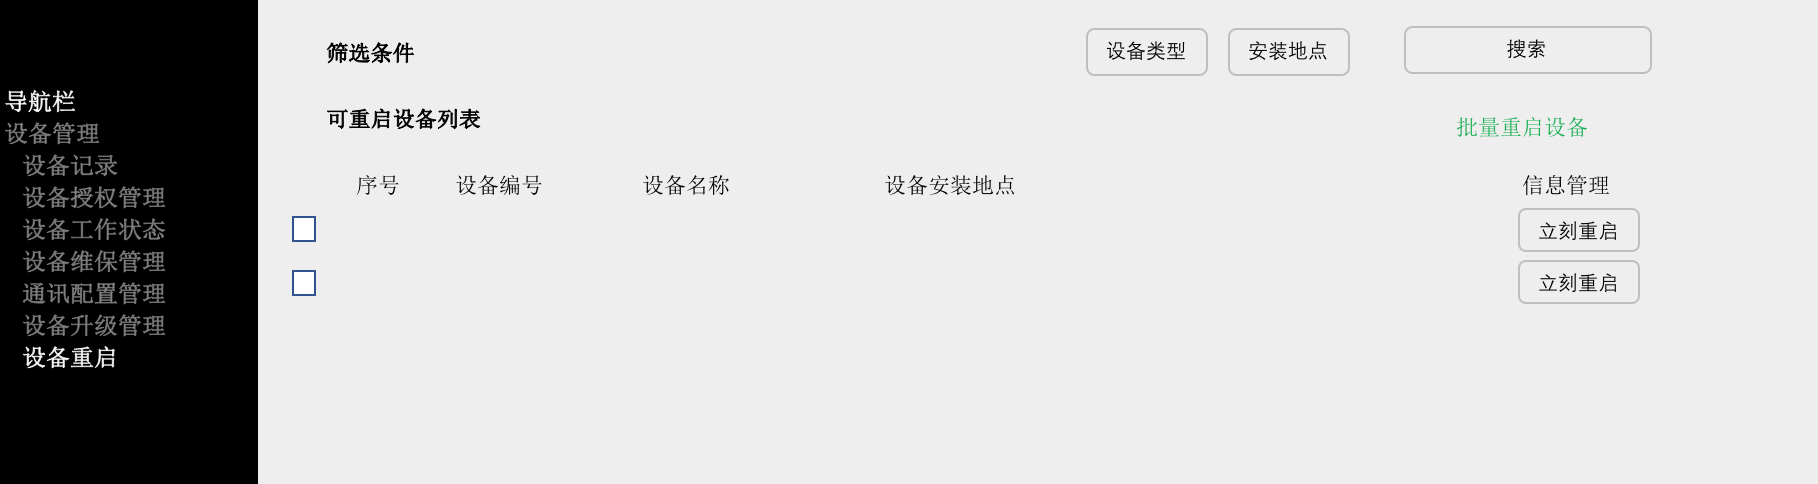 导航栏
设备管理
设备记录
设备授权管理
设备工作状态
设备维保管理
通讯配置管理
设备升级管理
设备重启
筛选条件 设备类型 安装地点 搜索
可重启设备列表 批量重启设备
序号 设备编号 设备名称 设备安装地点 信息管理
立刻重启
立刻重启